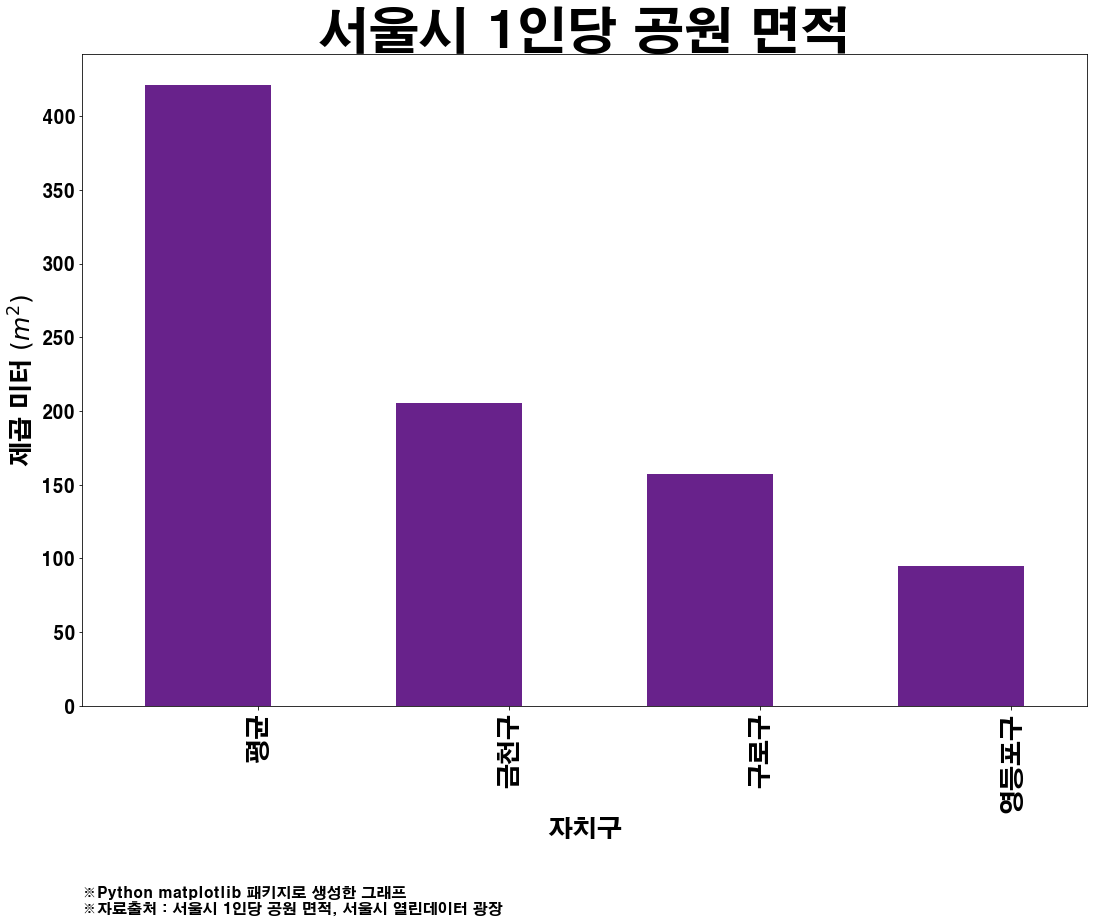 서울시 1인당 공원 면적
제곱 미터 (m²)
400
350
300
250
200
150
100
50
0
평균
금천구
구로구
영등포구
자치구
※Python matplotlib 패키지로 생성한 그래프
※자료출처 : 서울시 1인당 공원 면적, 서울시 열린데이터 광장